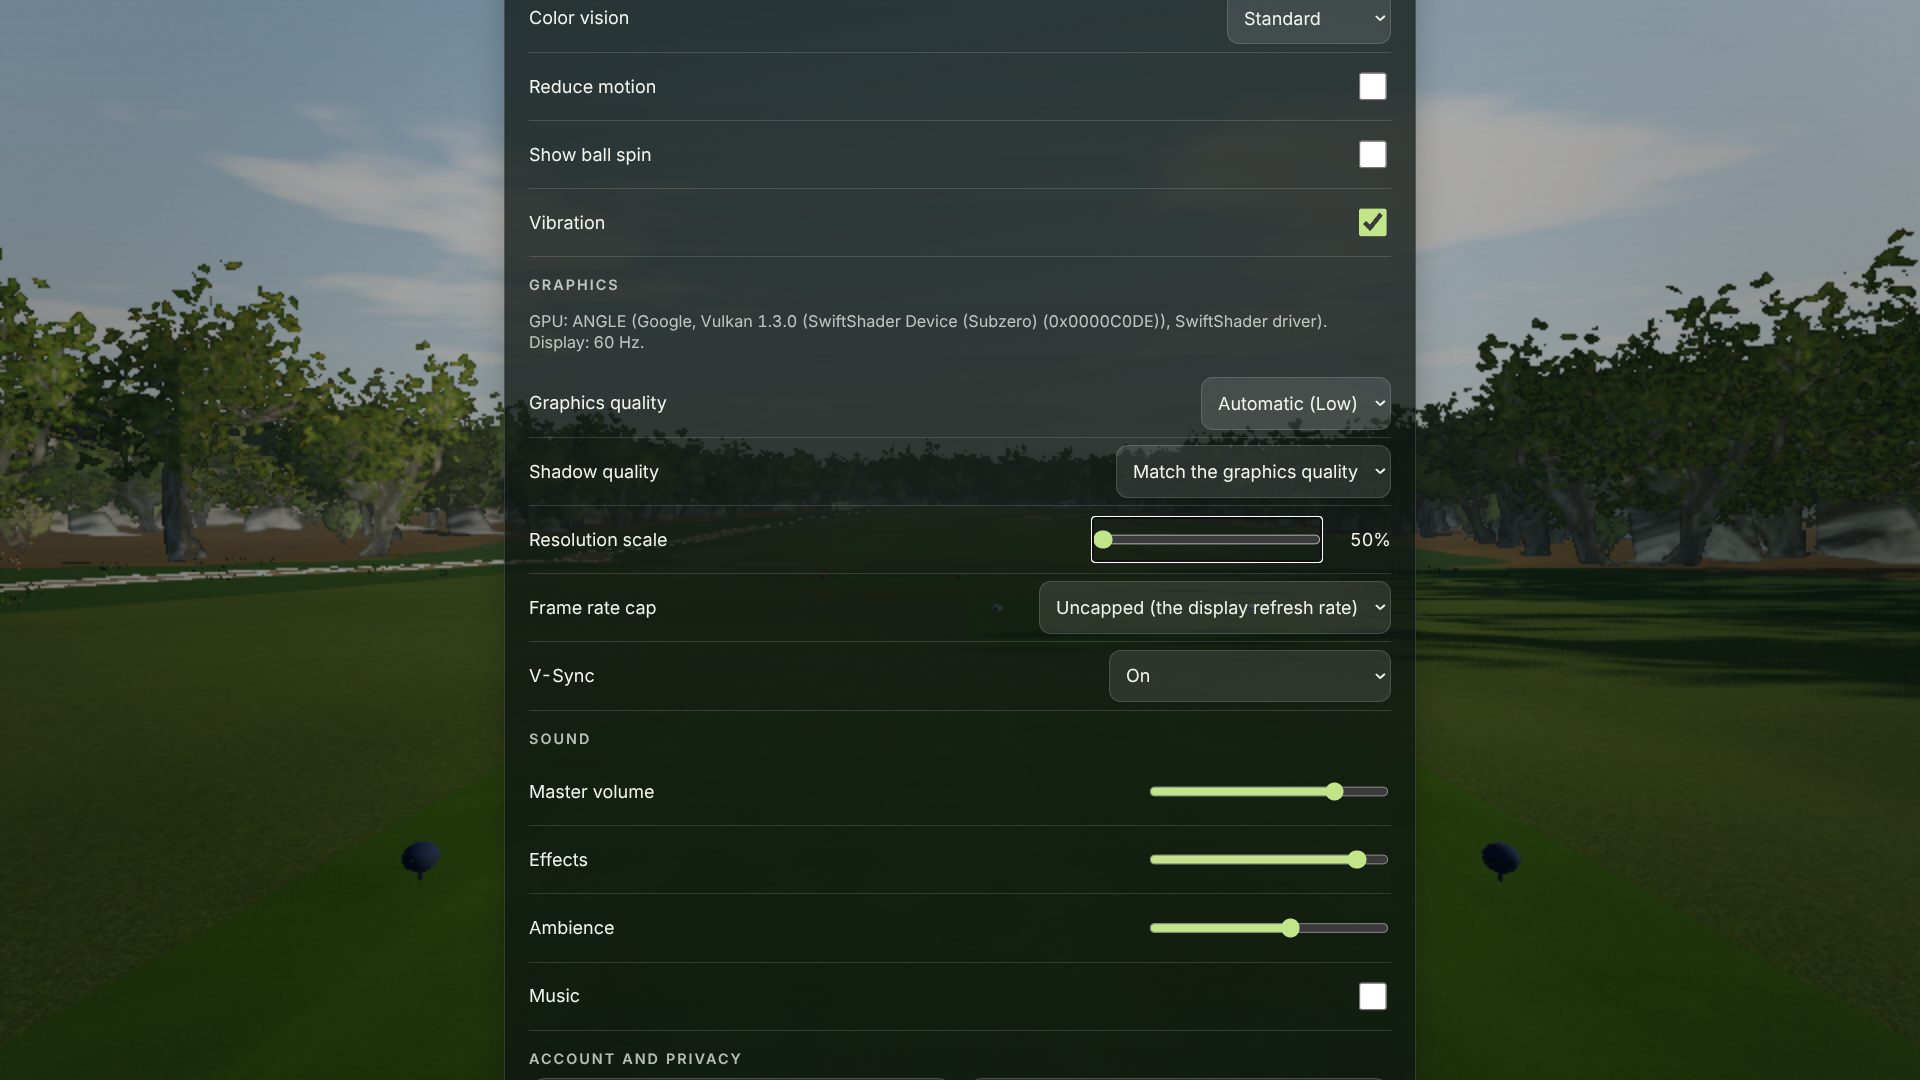 Color vision
Standard
Reduce motion
Show ball spin
Vibration
GRAPHICS
GPU: ANGLE (Google, Vulkan 1.3.0 (SwiftShader Device (Subzero) (0x0000C0DE)), SwiftShader driver).
Display: 60 Hz.
Graphics quality
Automatic (Low)
Shadow quality
Match the graphics quality
Resolution scale
50%
Frame rate cap
Uncapped (the display refresh rate)
V-Sync
On
SOUND
Master volume
Effects
Ambience
Music
ACCOUNT AND PRIVACY